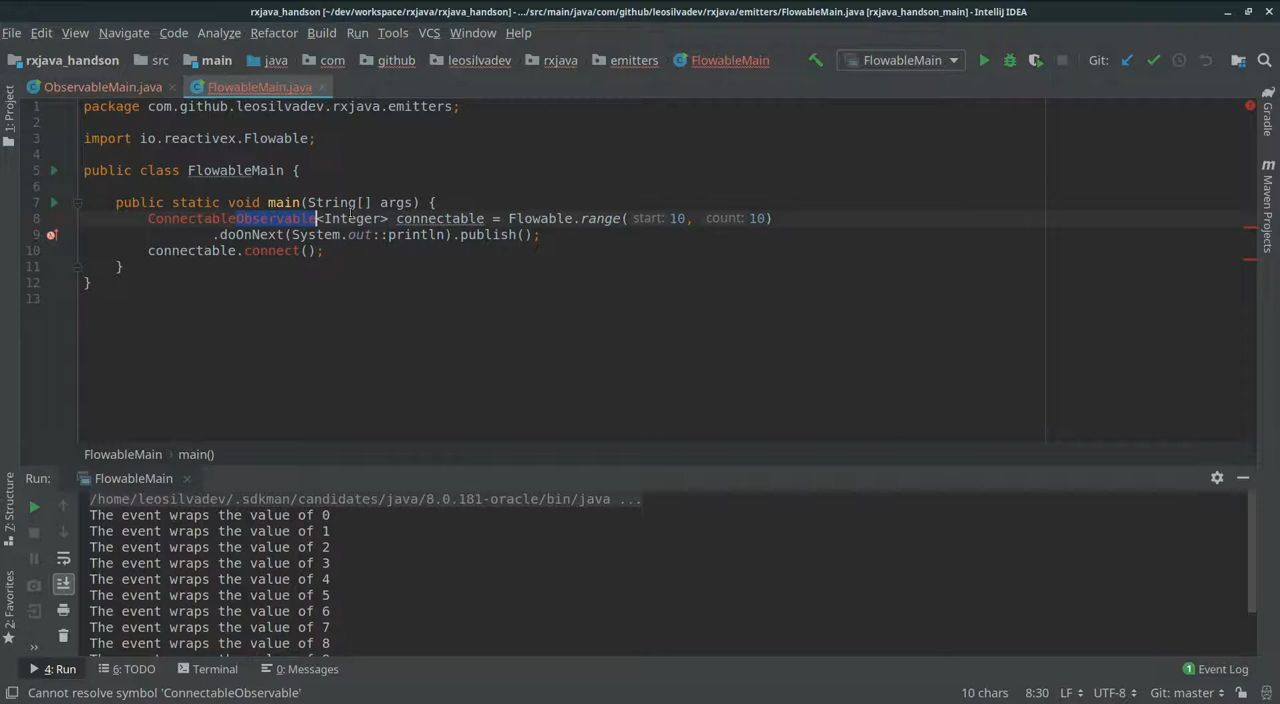 rxjava_handson [~/dev/workspace/rxjava/rxjava_handson] - .../src/main/java/com/github/leosilvadev/rxjava/emitters/FlowableMain.java [rxjava_handson_main] - IntelliJ IDEA
File Edit View Navigate Code Analyze Refactor Build Run Tools VCS Window Help
rxjava_handson src main java com github leosilvadev rxjava emitters FlowableMain FlowableMain Git:
ObservableMain.java FlowableMain.java
1: Project
Gradle
Maven Projects
1 package com.github.leosilvadev.rxjava.emitters;
2
3 import io.reactivex.Flowable;
4
5 public class FlowableMain {
6
7 public static void main(String[] args) {
8 ConnectableObservable<Integer> connectable = Flowable.range( start: 10, count: 10)
9 .doOnNext(System.out::println).publish();
10 connectable.connect();
11 }
12 }
13
FlowableMain › main()
Run: FlowableMain
7: Structure
2: Favorites
/home/leosilvadev/.sdkman/candidates/java/8.0.181-oracle/bin/java ...
The event wraps the value of 0
The event wraps the value of 1
The event wraps the value of 2
The event wraps the value of 3
The event wraps the value of 4
The event wraps the value of 5
The event wraps the value of 6
The event wraps the value of 7
The event wraps the value of 8
4: Run 6: TODO Terminal 0: Messages 1 Event Log
Cannot resolve symbol 'ConnectableObservable' 10 chars 8:30 LF UTF-8 Git: master